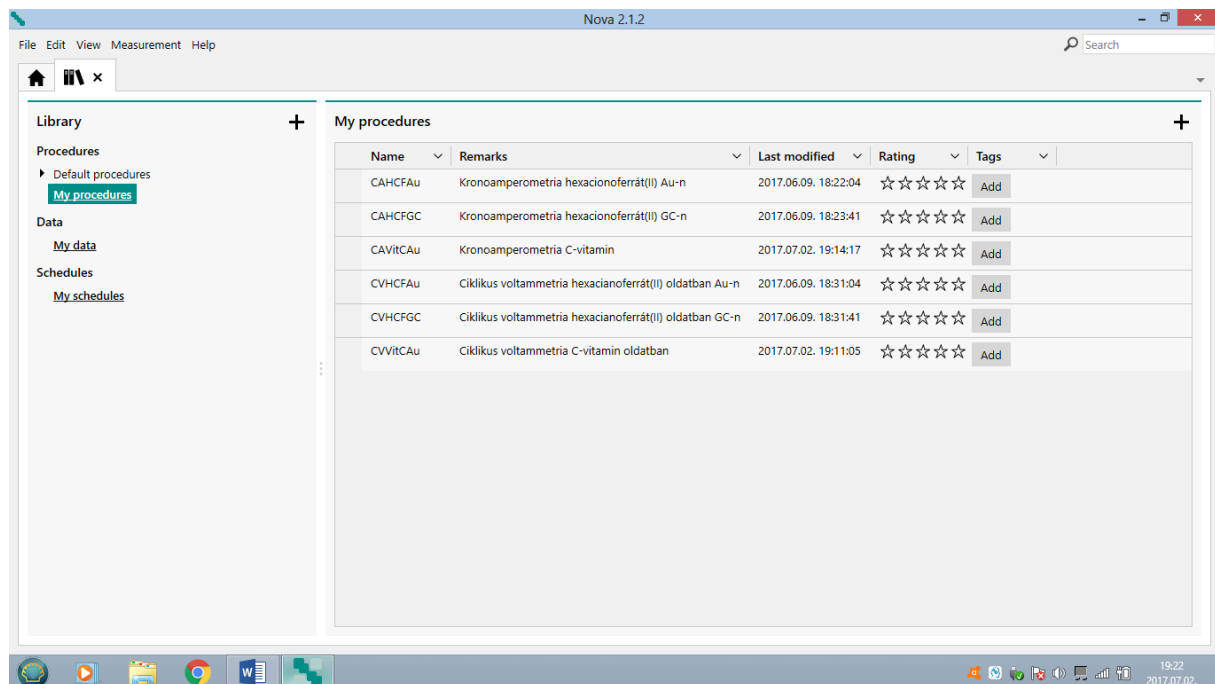 Nova 2.1.2
File Edit View Measurement Help
Search
Library
Procedures
Default procedures
My procedures
Data
My data
Schedules
My schedules
My procedures
Name Remarks Last modified Rating Tags
CAHCFAu Kronoamperometria hexacionoferrát(II) Au-n 2017.06.09. 18:22:04 Add
CAHCFGC Kronoamperometria hexacionoferrát(II) GC-n 2017.06.09. 18:23:41 Add
CAVitCAu Kronoamperometria C-vitamin 2017.07.02. 19:14:17 Add
CVHCFAu Ciklikus voltammetria hexacianoferrát(II) oldatban Au-n 2017.06.09. 18:31:04 Add
CVHCFGC Ciklikus voltammetria hexacianoferrát(II) oldatban GC-n 2017.06.09. 18:31:41 Add
CVVitCAu Ciklikus voltammetria C-vitamin oldatban 2017.07.02. 19:11:05 Add
W
19:22
2017.07.02.